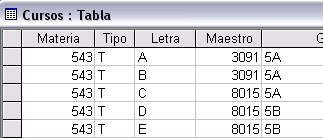 Cursos : Tabla
Materia Tipo Letra Maestro G
543 T A 3091 5A
543 T B 3091 5A
543 T C 8015 5A
543 T D 8015 5B
543 T E 8015 5B